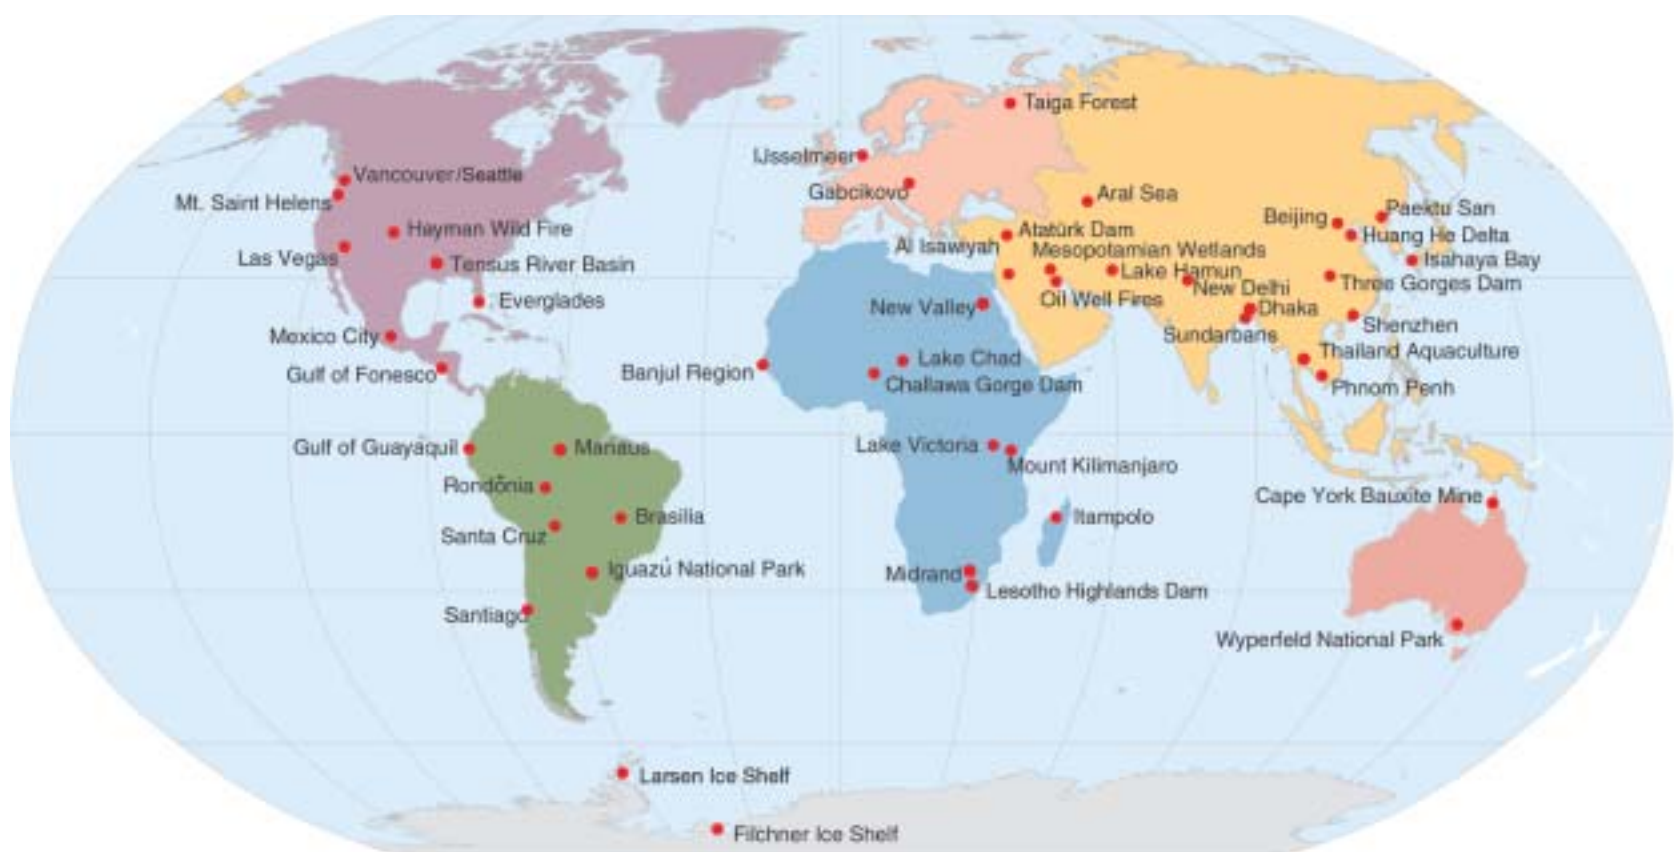 Taiga Forest
IJsselmeer
Vancouver/Seattle
Gabcikovo
Aral Sea
Mt. Saint Helens
Beijing
Paektu San
Hayman Wild Fire
Atatürk Dam
Huang He Delta
Al Isawiyah
Mesopotamian Wetlands
Las Vegas
Tensus River Basin
Lake Hamun
Isahaya Bay
New Delhi
Three Gorges Dam
Everglades
New Valley
Oil Well Fires
Dhaka
Shenzhen
Mexico City
Sundarbans
Gulf of Fonesco
Banjul Region
Lake Chad
Thailand Aquaculture
Challawa Gorge Dam
Phnom Penh
Gulf of Guayaquil
Manaus
Lake Victoria
Mount Kilimanjaro
Rondônia
Cape York Bauxite Mine
Brasilia
Itampolo
Santa Cruz
Iguazú National Park
Midrand
Lesotho Highlands Dam
Santiago
Wyperfeld National Park
Larsen Ice Shelf
Filchner Ice Shelf